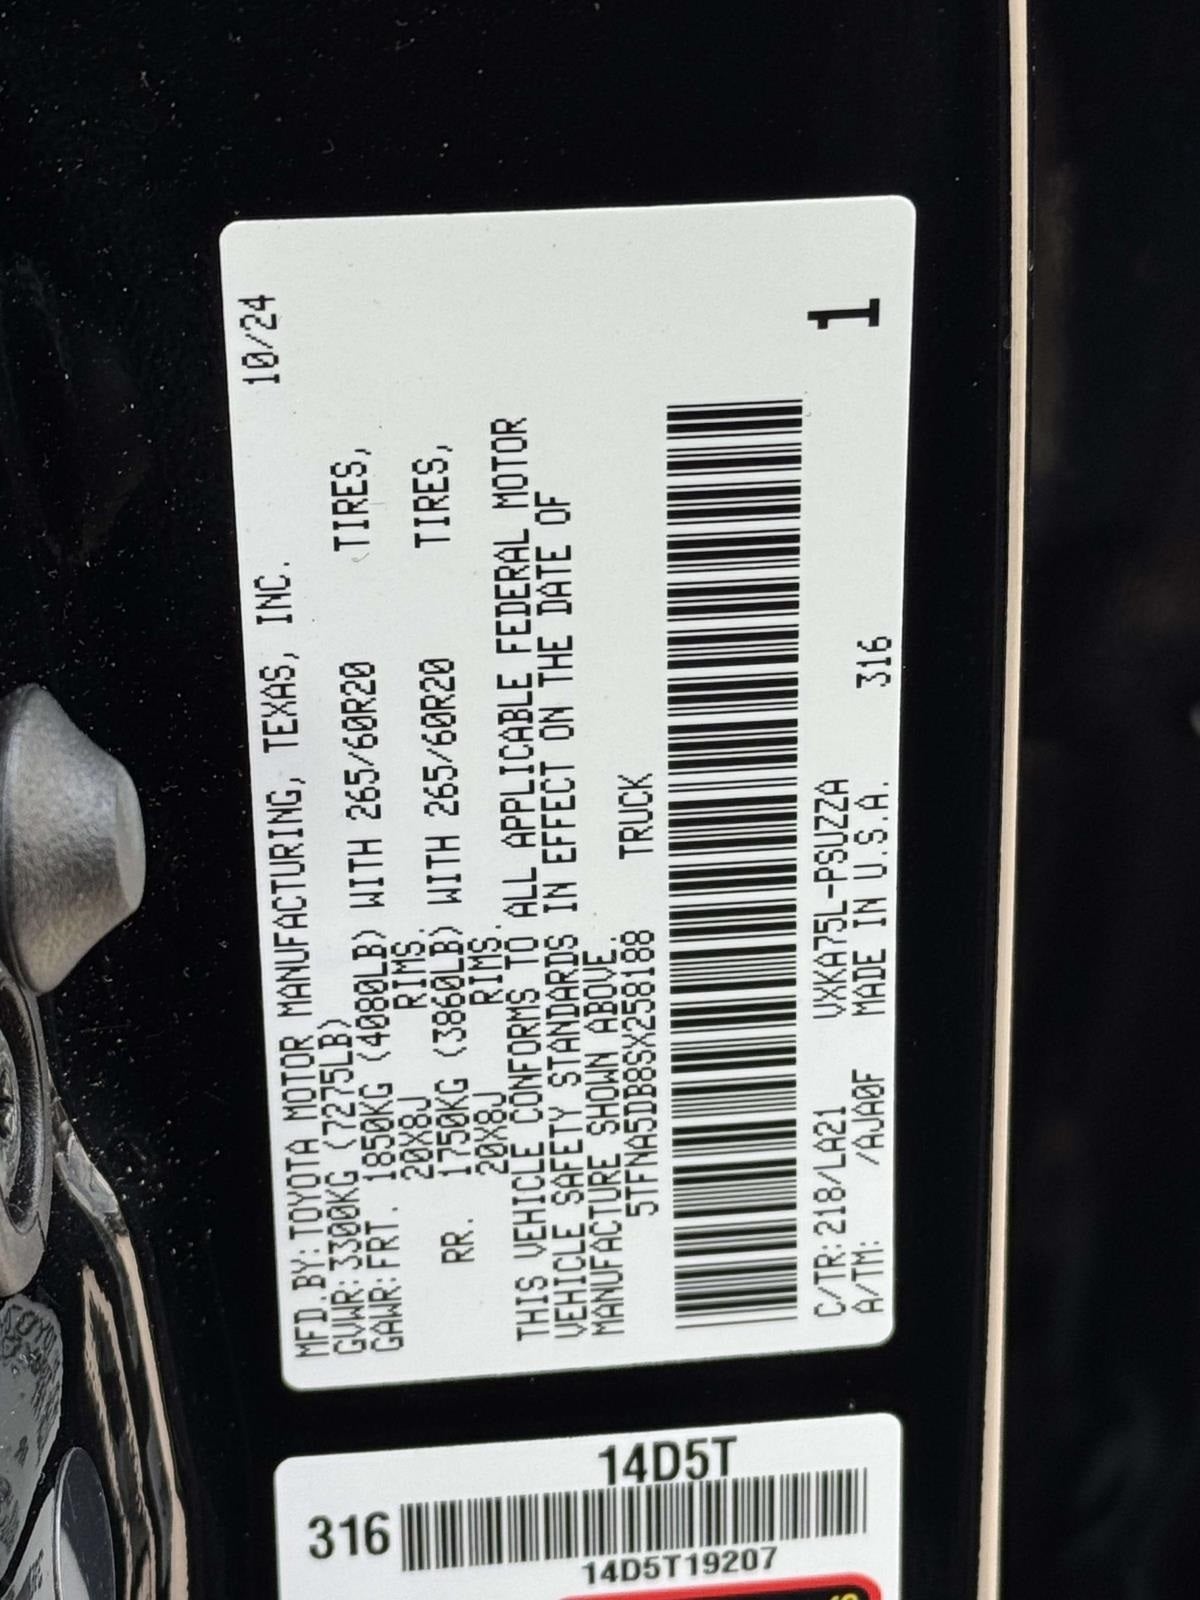 MFD.BY:TOYOTA MOTOR MANUFACTURING, TEXAS, INC. 10/24
GVWR:3300KG (7275LB)
GAWR:FRT. 1850KG (4080LB) WITH 265/60R20 TIRES,
20X8J RIMS.
RR. 1750KG (3860LB) WITH 265/60R20 TIRES,
20X8J RIMS.
THIS VEHICLE CONFORMS TO ALL APPLICABLE FEDERAL MOTOR
VEHICLE SAFETY STANDARDS IN EFFECT ON THE DATE OF
MANUFACTURE SHOWN ABOVE.
5TFNA5DB8SX258188 TRUCK
1
C/TR:218/LA21 VXKA75L-PSUZZA
A/TM: /AJA0F MADE IN U.S.A. 316
14D5T
316
14D5T19207